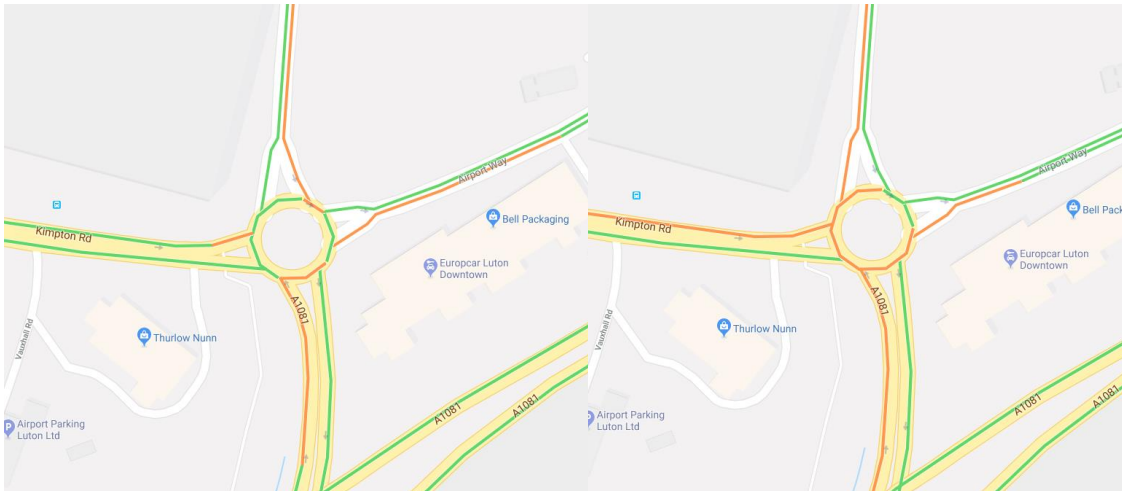 Airport Way
Bell Packaging
Kimpton Rd
Europcar Luton
Downtown
A1081
Vauxhall Rd
Thurlow Nunn
A1081
A1081
P
Airport Parking
Luton Ltd
Airport Way
Bell Pack
Kimpton Rd
Europcar Luton
Downtown
A1081
Vauxhall Rd
Thurlow Nunn
A1081
A1081
Airport Parking
Luton Ltd